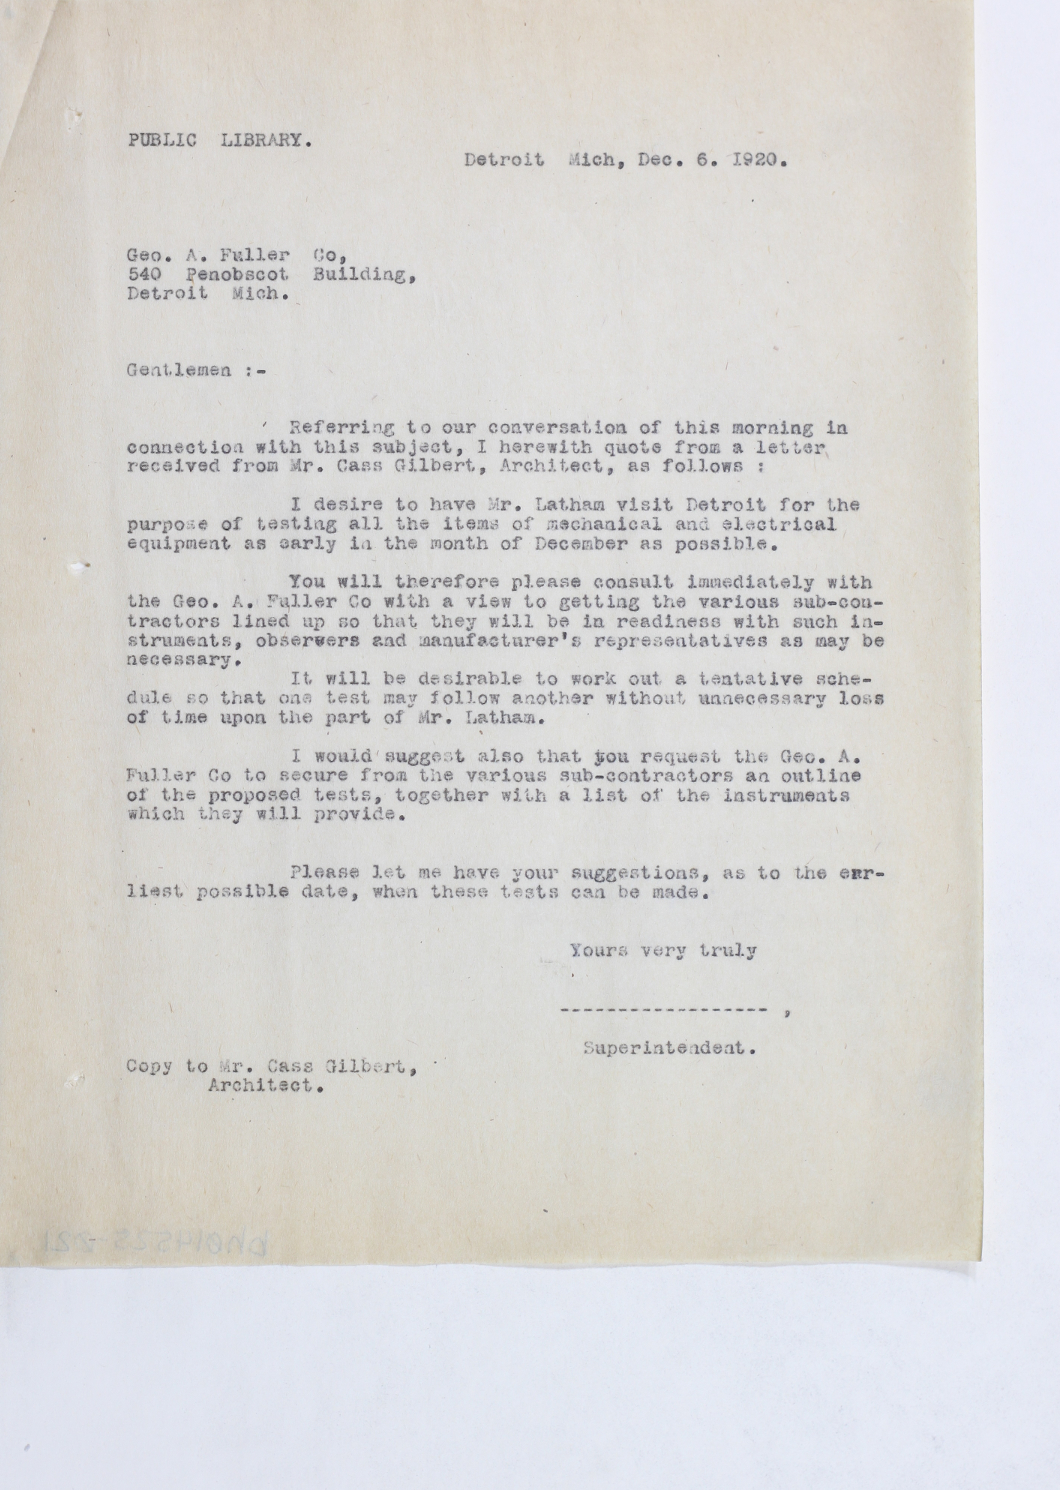 PUBLIC LIBRARY.
Detroit Mich, Dec. 6. 1920.
Geo. A. Fuller Co,
540 Penobscot Building,
Detroit Mich.
Gentlemen :-
Referring to our conversation of this morning in
connection with this subject, I herewith quote from a letter
received from Mr. Cass Gilbert, Architect, as follows :
I desire to have Mr. Latham visit Detroit for the
purpose of testing all the items of mechanical and electrical
equipment as early in the month of December as possible.
You will therefore please consult immediately with
the Geo. A. Fuller Co with a view to getting the various sub-con-
tractors lined up so that they will be in readiness with such in-
struments, observers and manufacturer's representatives as may be
necessary.
It will be desirable to work out a tentative sche-
dule so that one test may follow another without unnecessary loss
of time upon the part of Mr. Latham.
I would suggest also that you request the Geo. A.
Fuller Co to secure from the various sub-contractors an outline
of the proposed tests, together with a list of the instruments
which they will provide.
Please let me have your suggestions, as to the ear-
liest possible date, when these tests can be made.
Yours very truly
------------------ ,
Superintendent.
Copy to Mr. Cass Gilbert,
Architect.